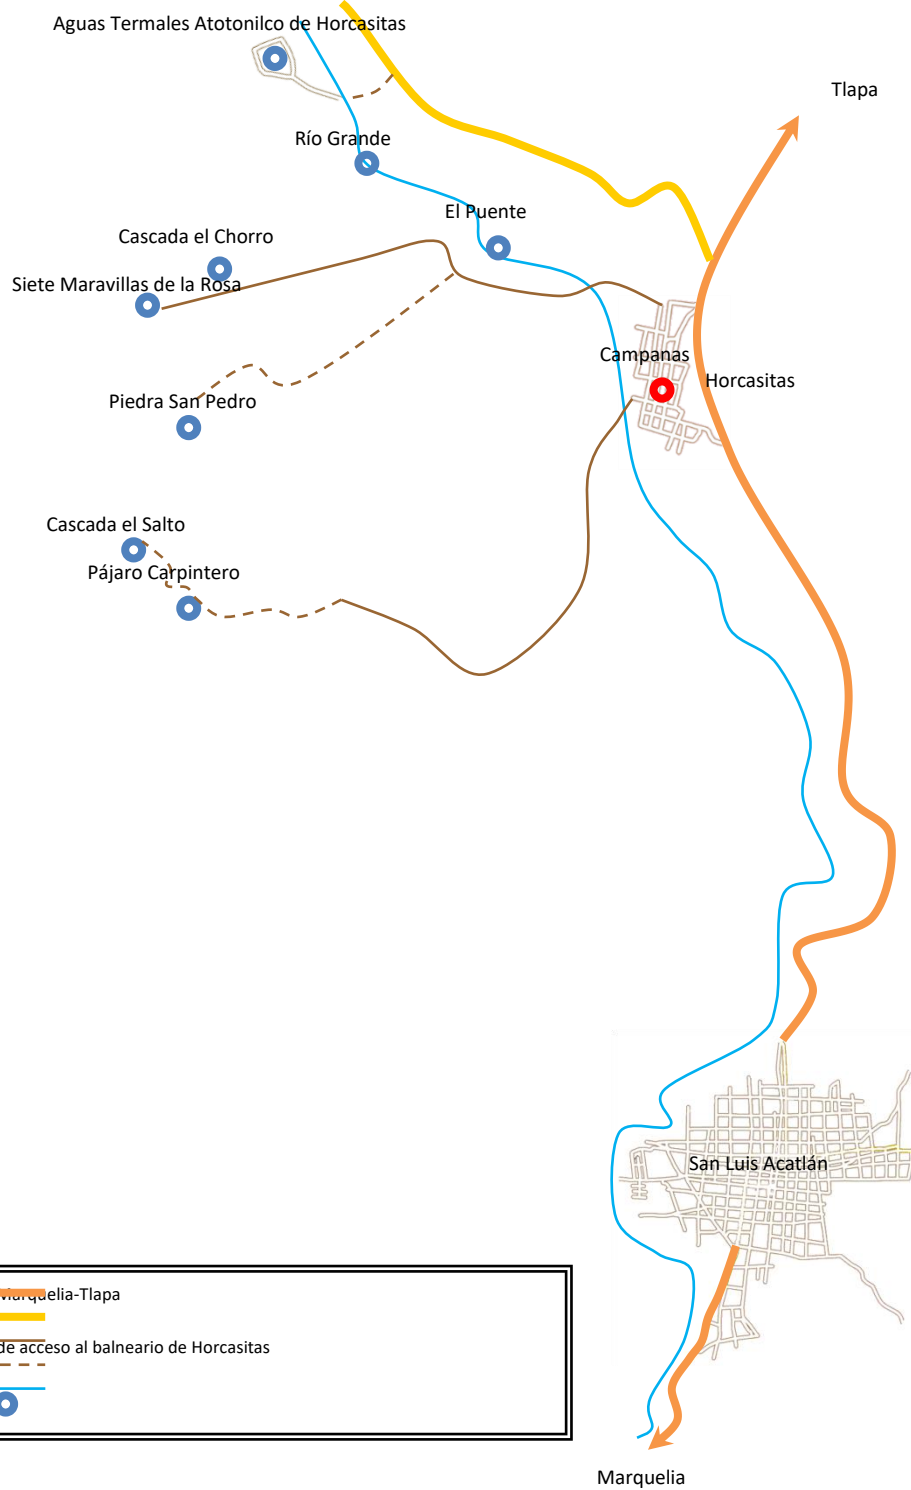 Aguas Termales Atotonilco de Horcasitas
Tlapa
Río Grande
El Puente
Cascada el Chorro
Siete Maravillas de la Rosa
Campanas
Horcasitas
Piedra San Pedro
Cascada el Salto
Pájaro Carpintero
San Luis Acatlán
Marquelia-Tlapa
de acceso al balneario de Horcasitas
Marquelia